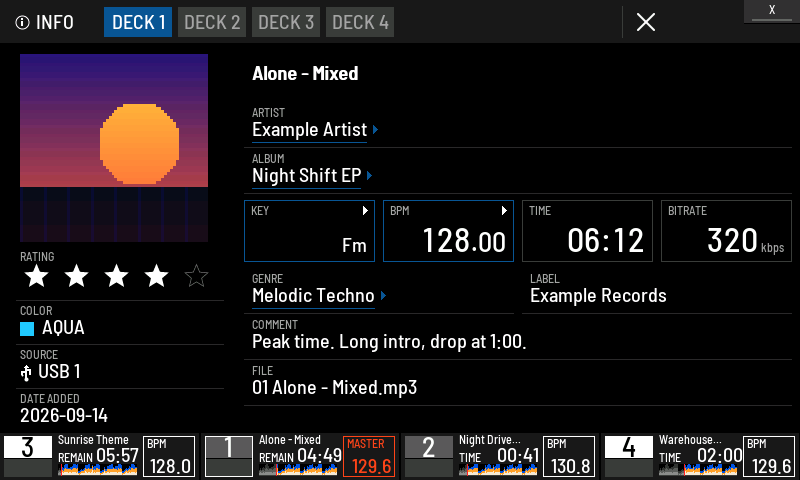 INFO DECK 1 DECK 2 DECK 3 DECK 4 X
Alone - Mixed
ARTIST
Example Artist
ALBUM
Night Shift EP
KEY
Fm
BPM
128.00
TIME
06:12
BITRATE
320 kbps
GENRE
Melodic Techno
LABEL
Example Records
COMMENT
Peak time. Long intro, drop at 1:00.
FILE
01 Alone - Mixed.mp3
RATING
COLOR
AQUA
SOURCE
USB 1
DATE ADDED
2026-09-14
3
Sunrise Theme
REMAIN 05:57
BPM
128.0
1
Alone - Mixed
REMAIN 04:49
MASTER
129.6
2
Night Drive...
TIME 00:41
BPM
130.8
4
Warehouse...
TIME 02:00
BPM
129.6